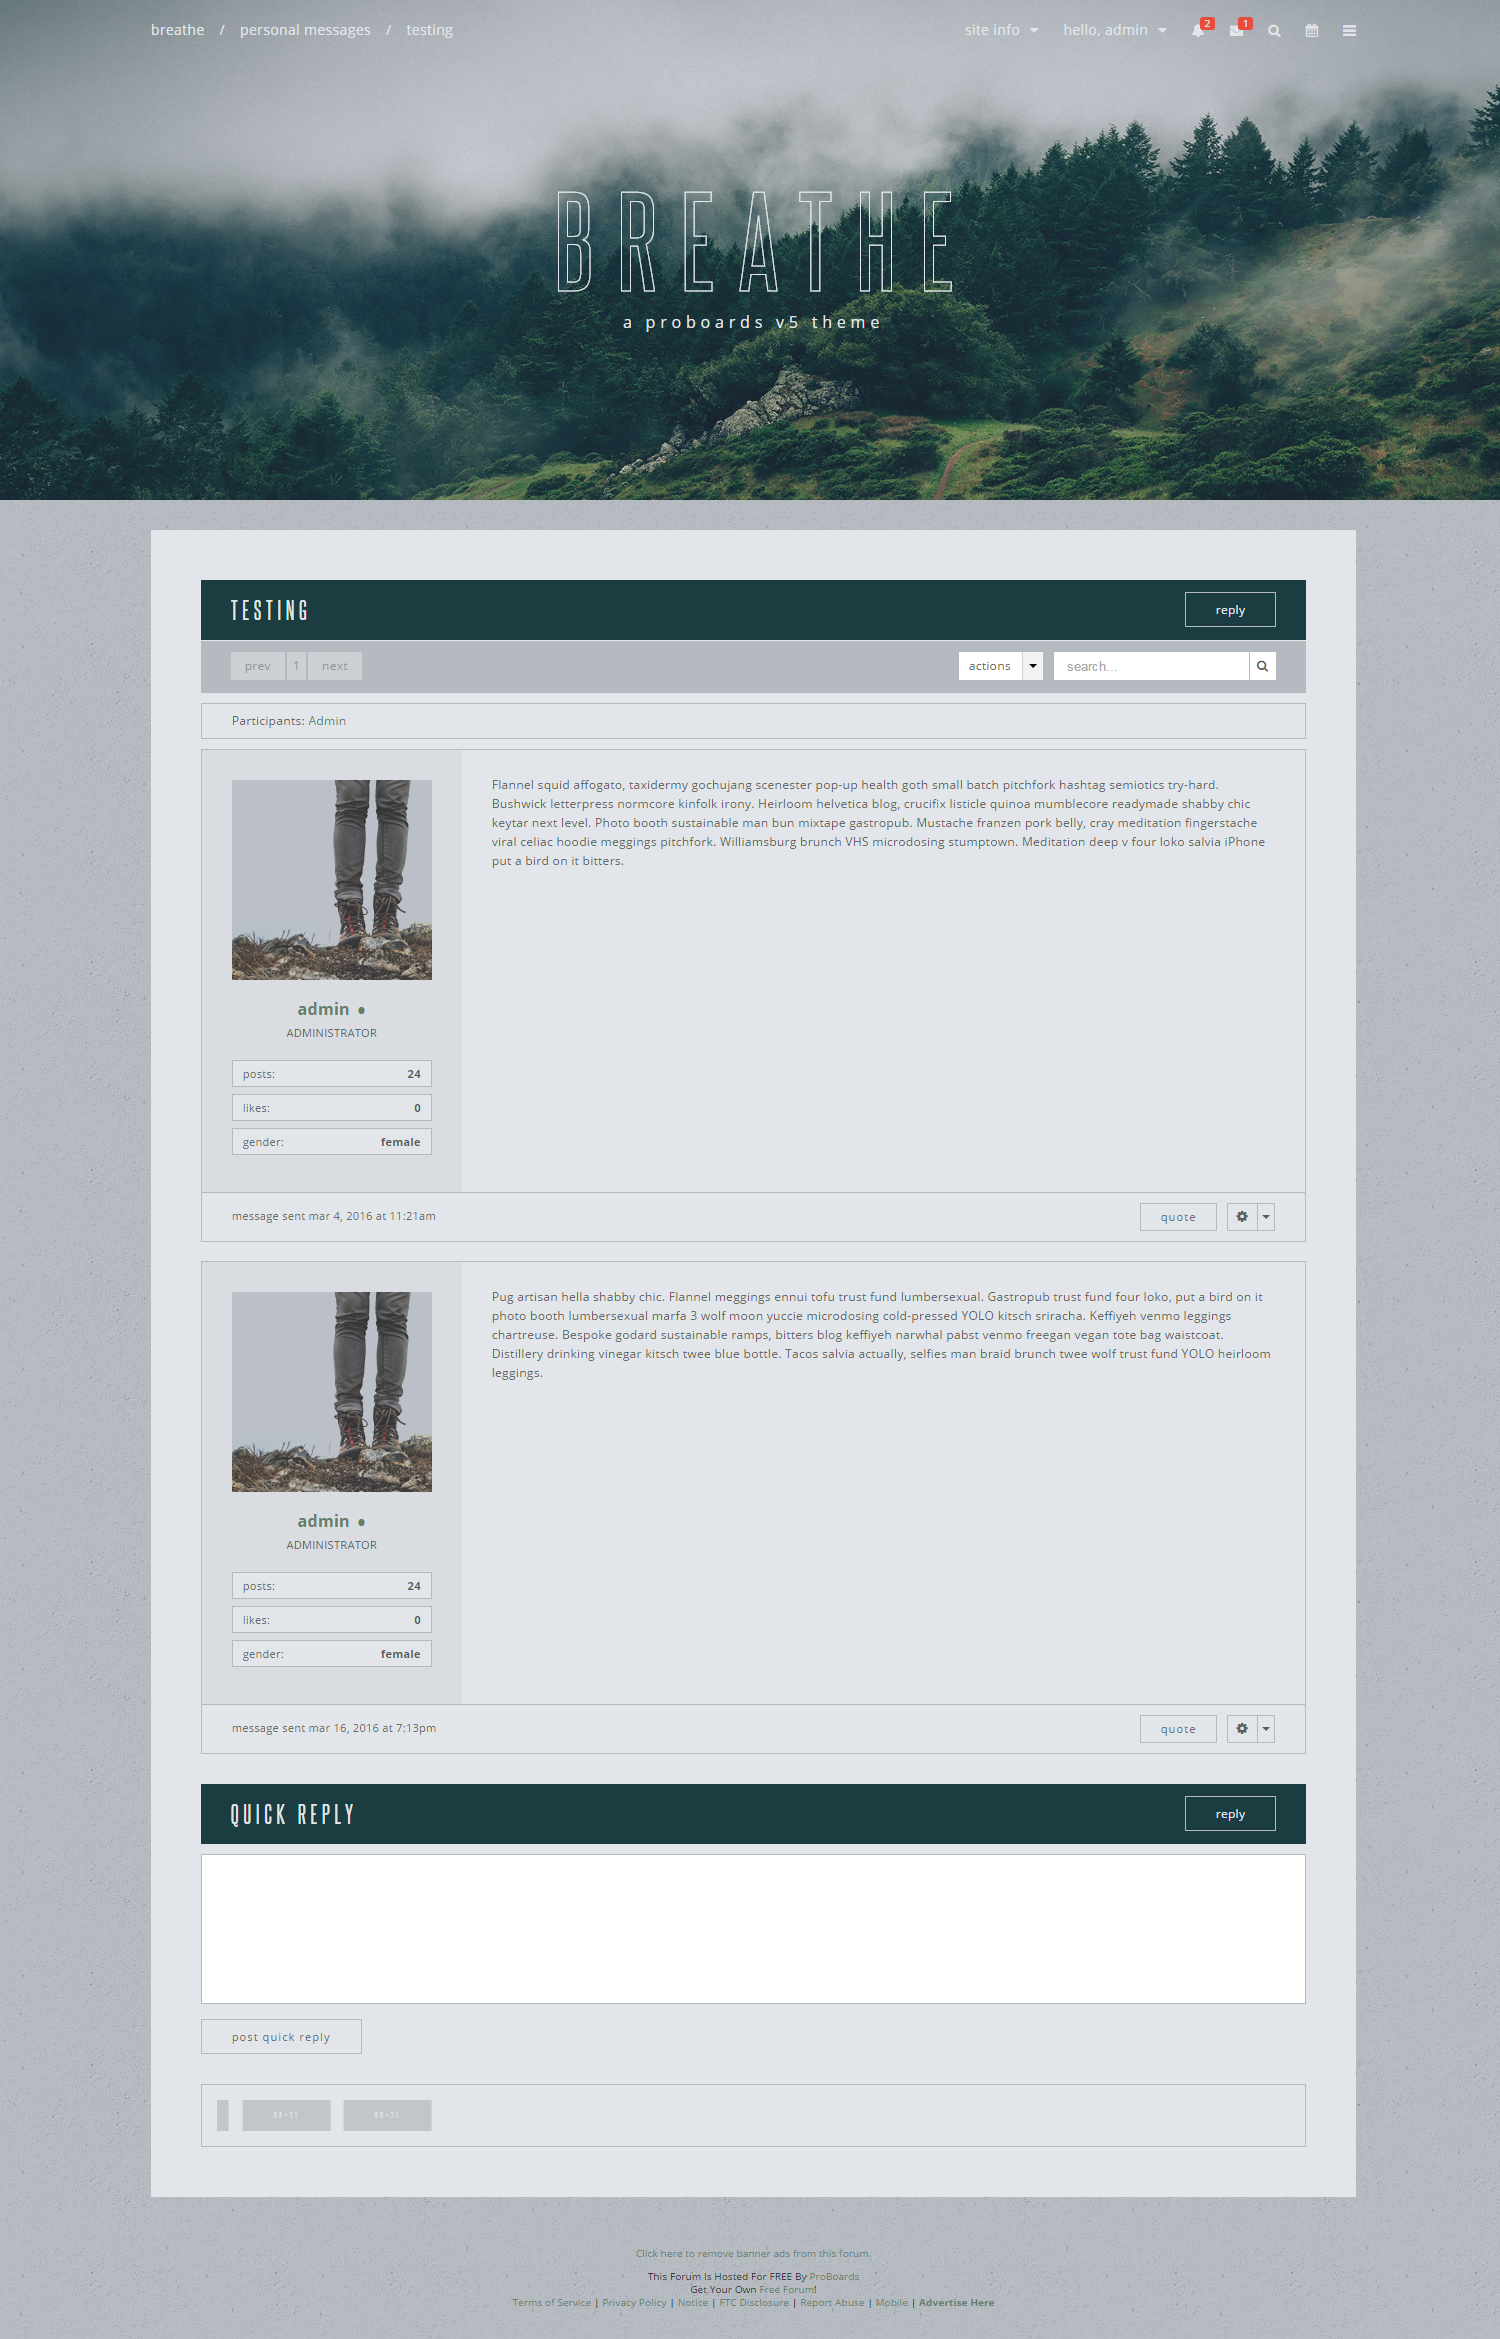 breathe / personal messages / testing
site info hello, admin 2 1
BREATHE
a proboards v5 theme
TESTING reply
prev 1 next actions search...
Participants: Admin
Flannel squid affogato, taxidermy gochujang scenester pop-up health goth small batch pitchfork hashtag semiotics try-hard.
Bushwick letterpress normcore kinfolk irony. Heirloom helvetica blog, crucifix listicle quinoa mumblecore readymade shabby chic
keytar next level. Photo booth sustainable man bun mixtape gastropub. Mustache franzen pork belly, cray meditation fingerstache
viral celiac hoodie meggings pitchfork. Williamsburg brunch VHS microdosing stumptown. Meditation deep v four loko salvia iPhone
put a bird on it bitters.
admin
ADMINISTRATOR
posts: 24
likes: 0
gender: female
message sent mar 4, 2016 at 11:21am quote
Pug artisan hella shabby chic. Flannel meggings ennui tofu trust fund lumbersexual. Gastropub trust fund four loko, put a bird on it
photo booth lumbersexual marfa 3 wolf moon yuccie microdosing cold-pressed YOLO kitsch sriracha. Keffiyeh venmo leggings
chartreuse. Bespoke godard sustainable ramps, bitters blog keffiyeh narwhal pabst venmo freegan vegan tote bag waistcoat.
Distillery drinking vinegar kitsch twee blue bottle. Tacos salvia actually, selfies man braid brunch twee wolf trust fund YOLO heirloom
leggings.
admin
ADMINISTRATOR
posts: 24
likes: 0
gender: female
message sent mar 16, 2016 at 7:13pm quote
QUICK REPLY reply
post quick reply
Click here to remove banner ads from this forum.
This Forum Is Hosted For FREE By ProBoards
Get Your Own Free Forum!
Terms of Service | Privacy Policy | Notice | FTC Disclosure | Report Abuse | Mobile | Advertise Here